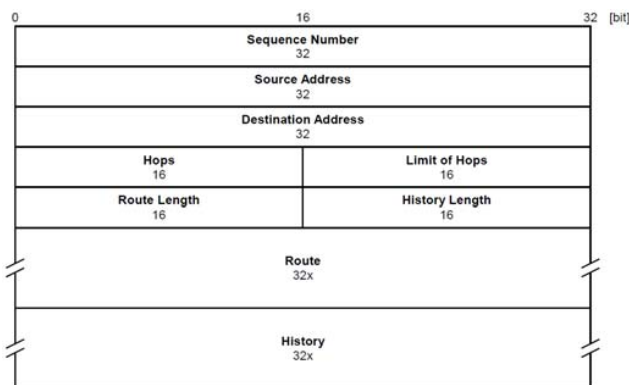 0 16 32 [bit]
Sequence Number
32
Source Address
32
Destination Address
32
Hops Limit of Hops
16 16
Route Length History Length
16 16
Route
32x
History
32x